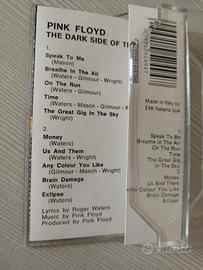 PINK FLOYD
THE DARK SIDE OF TH
1.
Speak To Me
(Mason)
Breathe In The Air
(Waters - Gilmour - Wright)
On The Run
(Waters - Gilmour)
Time
(Mason - Waters - Wright - Gilmour)
The Great Gig In The Sky
(Wright)
2.
Money
(Waters)
Us And Them
(Waters - Wright)
Any Colour You Like
(Gilmour - Mason - Wright)
Brain Damage
(Waters)
Eclipse
(Waters)
Lyrics by Roger Waters
Music by Pink Floyd
Produced by Pink Floyd
Made in Italy by
EMI Italiana SpA
1
Speak To Me
Breathe In The Air
On The Run
Time
The Great Gig
In The Sky
2
Money
Us And Them
Any Colour You Like
Brain Damage
Eclipse